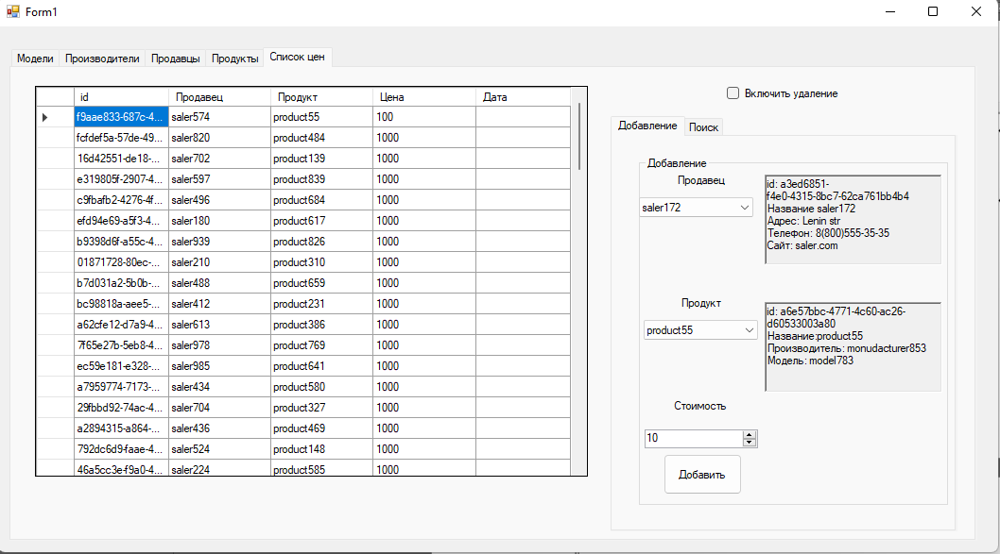 Form1
Модели Производители Продавцы Продукты Список цен
id Продавец Продукт Цена Дата
f9aae833-687c-4... saler574 product55 100
fcfdef5a-57de-49... saler820 product484 1000
16d42551-de18-... saler702 product139 1000
e319805f-2907-4... saler597 product839 1000
c9fbafb2-4276-4f... saler496 product684 1000
efd94e69-a5f3-4... saler180 product617 1000
b9398d6f-a55c-4... saler939 product826 1000
01871728-80ec-... saler210 product310 1000
b7d031a2-5b0b-... saler488 product659 1000
bc98818a-aee5-... saler412 product231 1000
a62cfe12-d7a9-4... saler613 product386 1000
7f65e27b-5eb8-4... saler978 product769 1000
ec59e181-e328-... saler985 product641 1000
a7959774-7173-... saler434 product580 1000
29fbbd92-74ac-4... saler704 product327 1000
a2894315-a864-... saler436 product469 1000
792dc6d9-faae-4... saler524 product148 1000
46a5cc3e-f9a0-4... saler224 product585 1000
Включить удаление
Добавление Поиск
Добавление
Продавец
saler172
id: a3ed6851-
f4e0-4315-8bc7-62ca761bb4b4
Название saler172
Адрес: Lenin str
Телефон: 8(800)555-35-35
Сайт: saler.com
Продукт
product55
id: a6e57bbc-4771-4c60-ac26-
d60533003a80
Название:product55
Производитель: monudacturer853
Модель: model783
Стоимость
10
Добавить